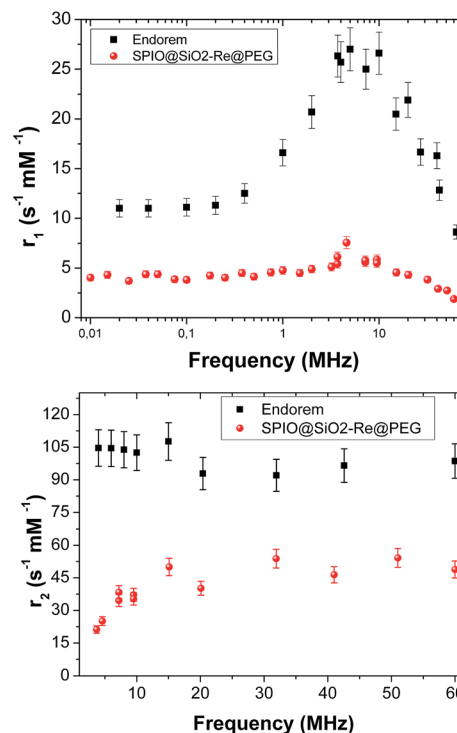 r1 (s-1 mM-1)
30
25
20
15
10
5
0
Endorem
SPIO@SiO2-Re@PEG
0,01 0,1 1 10
Frequency (MHz)
r2 (s-1 mM-1)
120
105
90
75
60
45
30
15
0
Endorem
SPIO@SiO2-Re@PEG
10 20 30 40 50 60
Frequency (MHz)